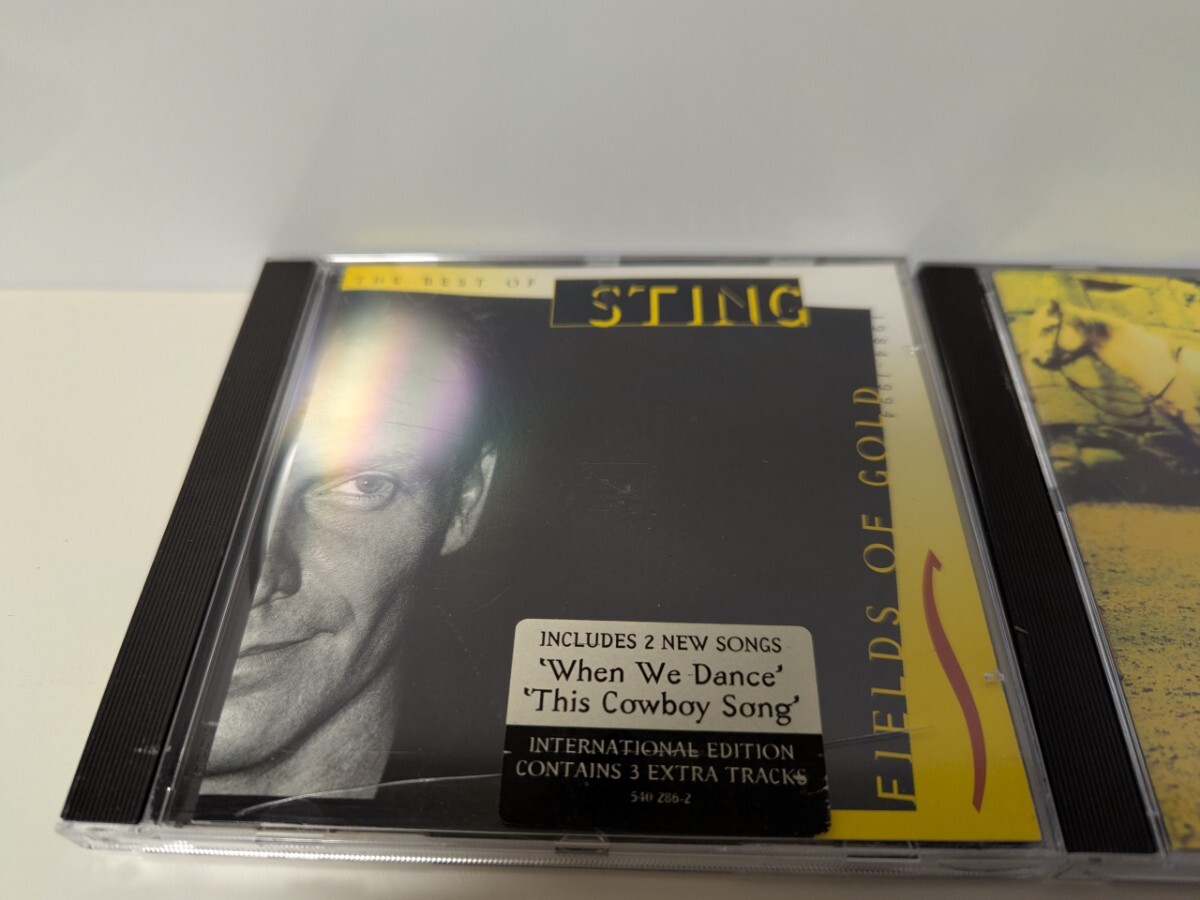 THE BEST OF
STING
1984-1994
FIELDS OF GOLD
INCLUDES 2 NEW SONGS
'When We Dance'
'This Cowboy Song'
INTERNATIONAL EDITION
CONTAINS 3 EXTRA TRACKS
540 286-2